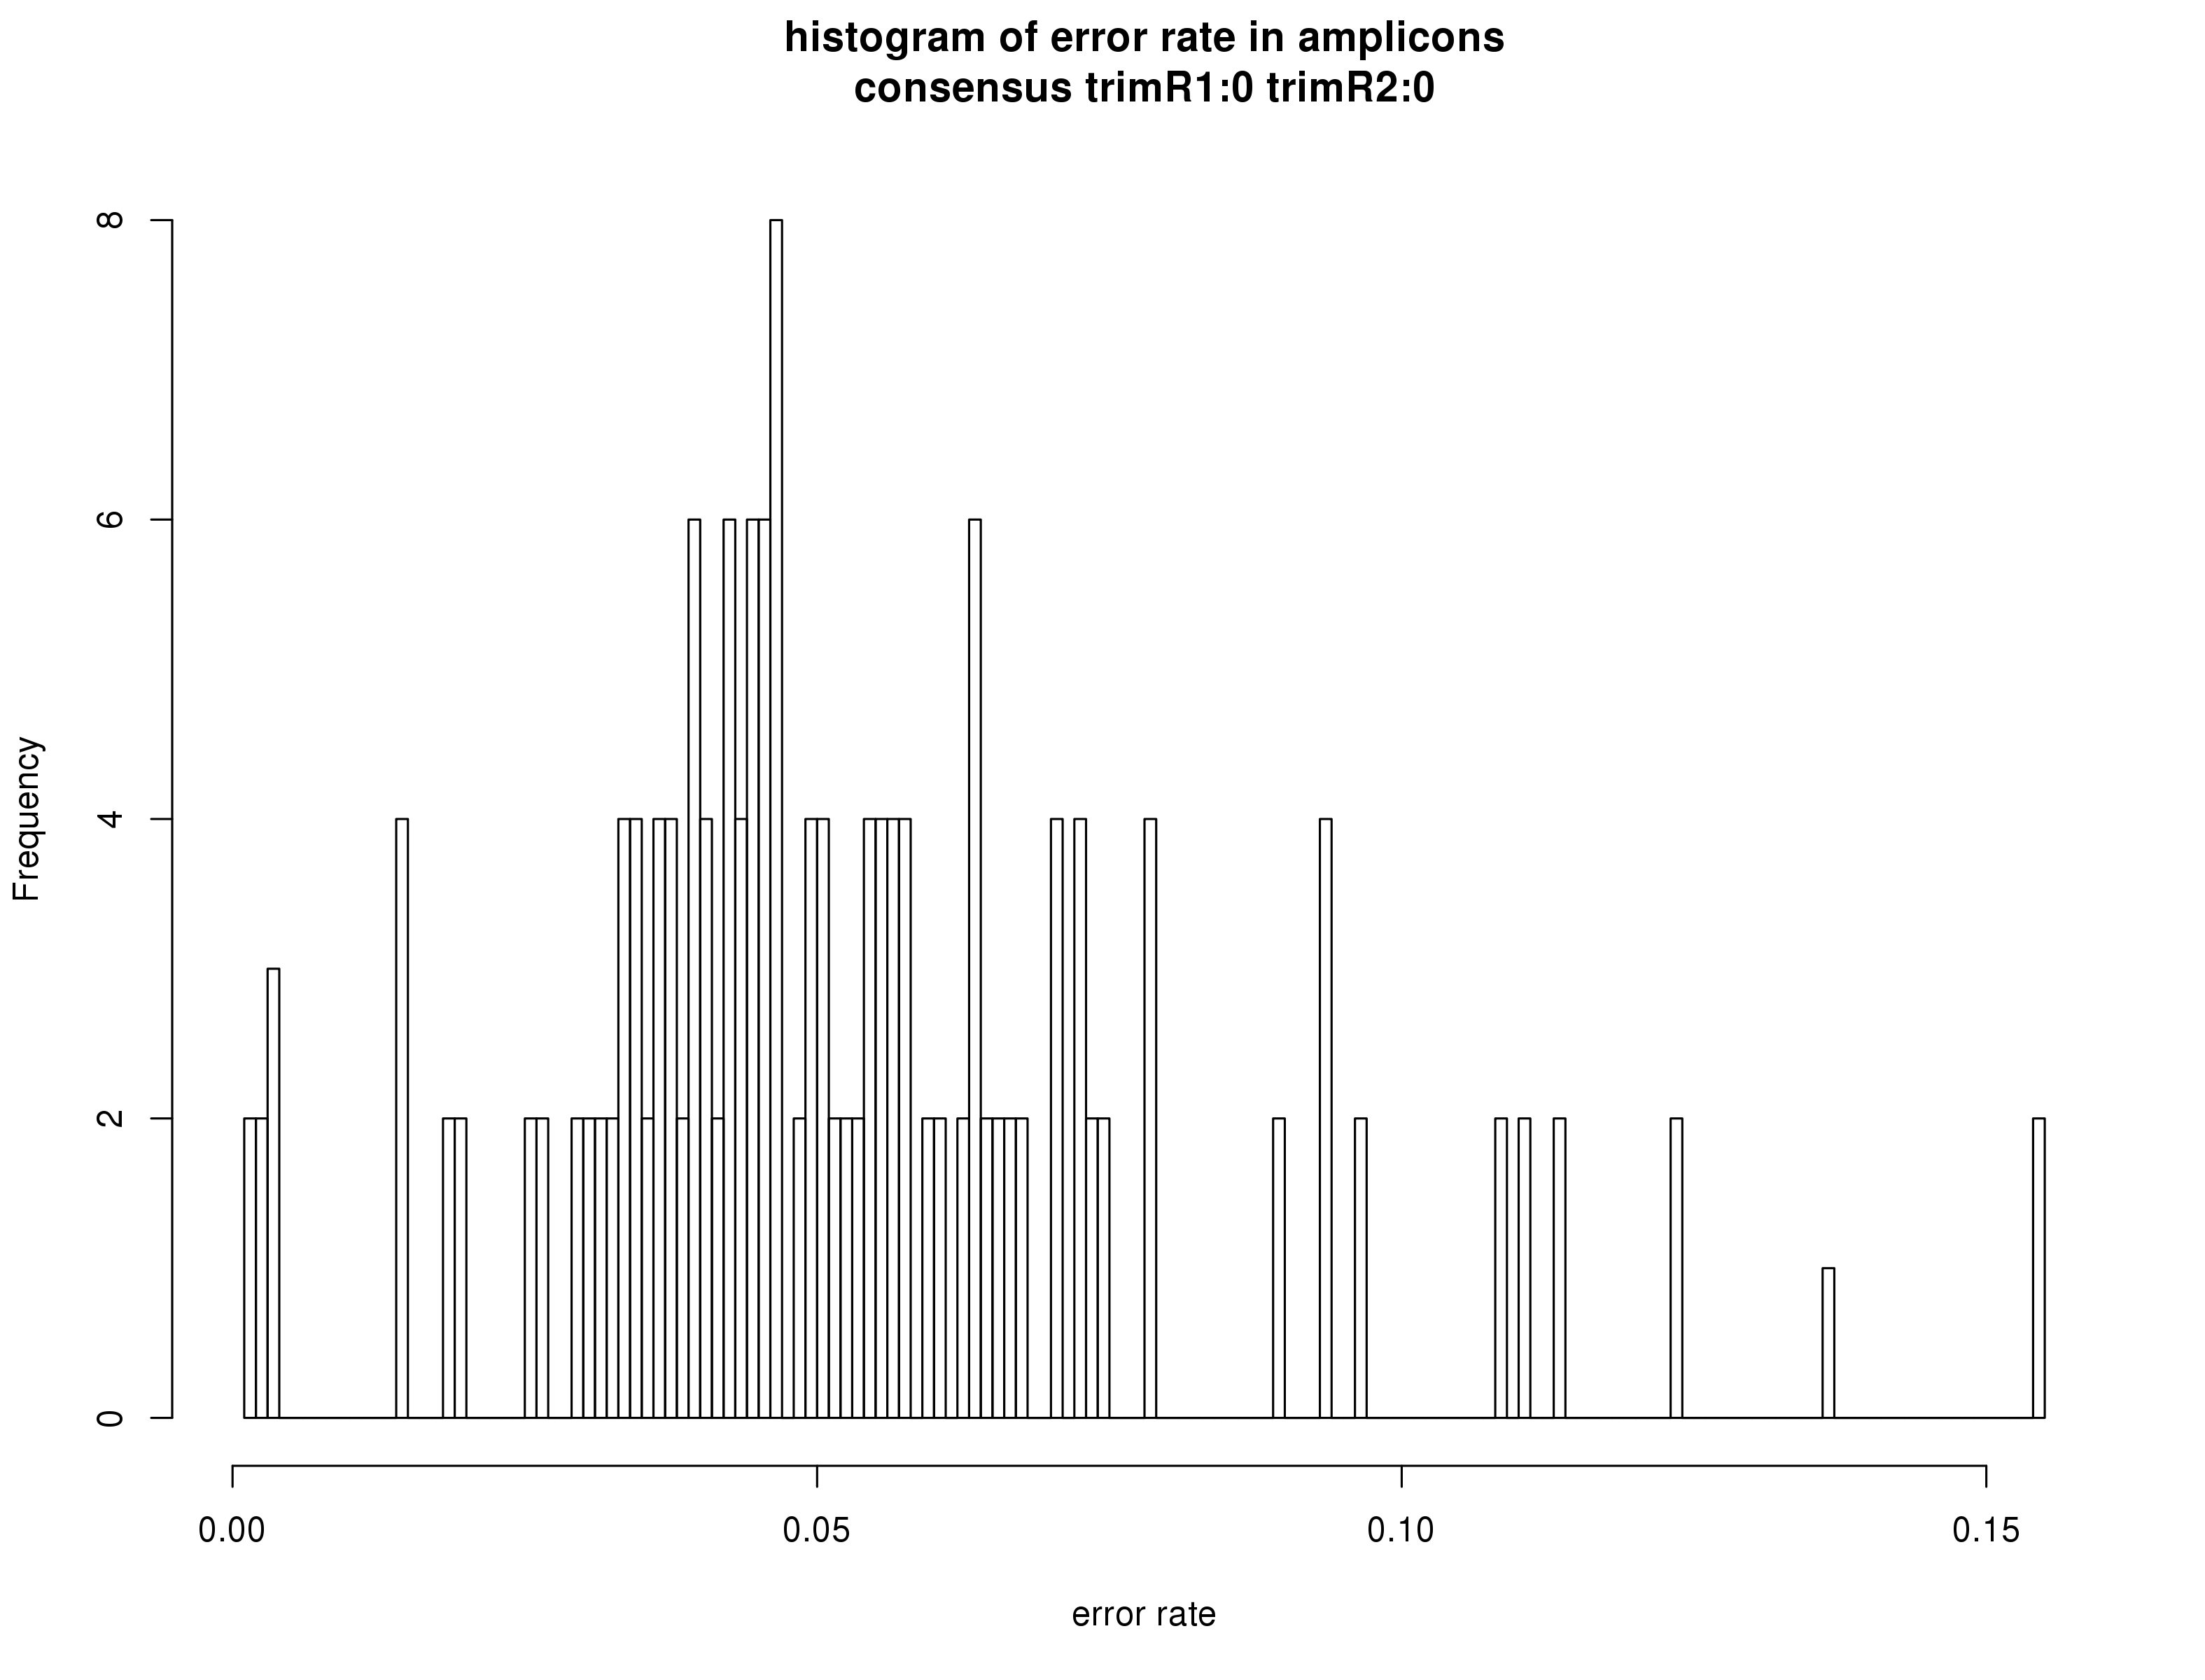 histogram of error rate in amplicons
consensus trimR1:0 trimR2:0
8
6
4
2
0
Frequency
0.00 0.05 0.10 0.15
error rate